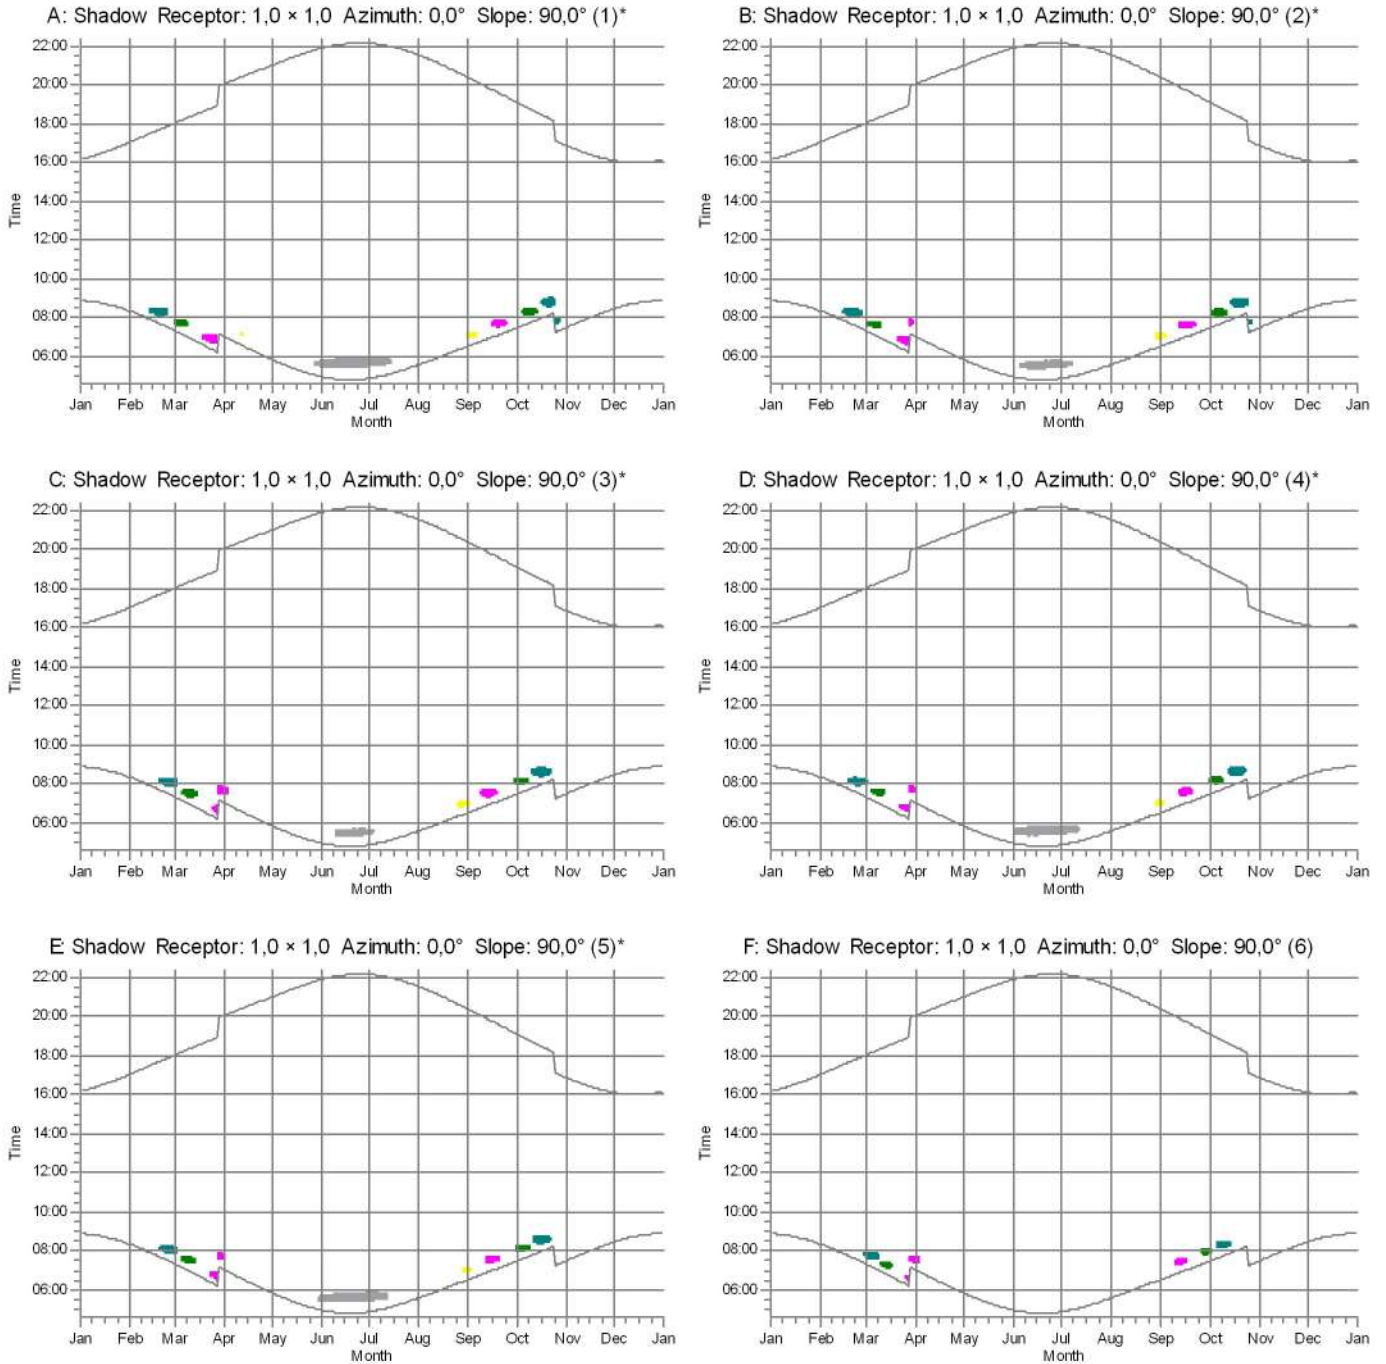 A: Shadow Receptor: 1,0 × 1,0 Azimuth: 0,0° Slope: 90,0° (1)*
22:00
20:00
18:00
16:00
14:00
12:00
10:00
08:00
06:00
Time
Jan Feb Mar Apr May Jun Jul Aug Sep Oct Nov Dec Jan
Month
B: Shadow Receptor: 1,0 × 1,0 Azimuth: 0,0° Slope: 90,0° (2)*
22:00
20:00
18:00
16:00
14:00
12:00
10:00
08:00
06:00
Time
Jan Feb Mar Apr May Jun Jul Aug Sep Oct Nov Dec Jan
Month
C: Shadow Receptor: 1,0 × 1,0 Azimuth: 0,0° Slope: 90,0° (3)*
22:00
20:00
18:00
16:00
14:00
12:00
10:00
08:00
06:00
Time
Jan Feb Mar Apr May Jun Jul Aug Sep Oct Nov Dec Jan
Month
D: Shadow Receptor: 1,0 × 1,0 Azimuth: 0,0° Slope: 90,0° (4)*
22:00
20:00
18:00
16:00
14:00
12:00
10:00
08:00
06:00
Time
Jan Feb Mar Apr May Jun Jul Aug Sep Oct Nov Dec Jan
Month
E: Shadow Receptor: 1,0 × 1,0 Azimuth: 0,0° Slope: 90,0° (5)*
22:00
20:00
18:00
16:00
14:00
12:00
10:00
08:00
06:00
Time
Jan Feb Mar Apr May Jun Jul Aug Sep Oct Nov Dec Jan
Month
F: Shadow Receptor: 1,0 × 1,0 Azimuth: 0,0° Slope: 90,0° (6)
22:00
20:00
18:00
16:00
14:00
12:00
10:00
08:00
06:00
Time
Jan Feb Mar Apr May Jun Jul Aug Sep Oct Nov Dec Jan
Month